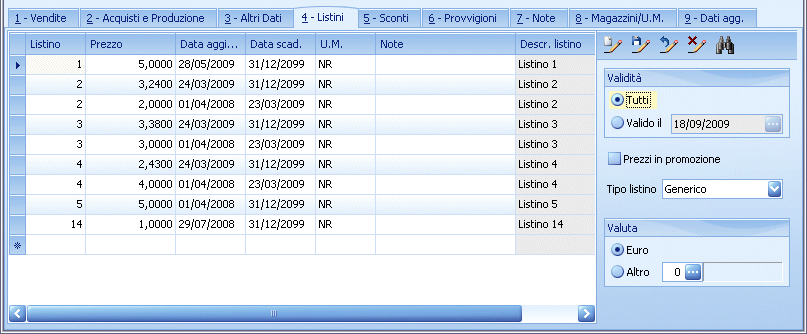 1 - Vendite 2 - Acquisti e Produzione 3 - Altri Dati 4 - Listini 5 - Sconti 6 - Provvigioni 7 - Note 8 - Magazzini/U.M. 9 - Dati agg.
Listino Prezzo Data aggi... Data scad. U.M. Note Descr. listino
1 5,0000 28/05/2009 31/12/2099 NR Listino 1
2 3,2400 24/03/2009 31/12/2099 NR Listino 2
2 2,0000 01/04/2008 23/03/2009 NR Listino 2
3 3,3800 24/03/2009 31/12/2099 NR Listino 3
3 3,0000 01/04/2008 23/03/2009 NR Listino 3
4 2,4300 24/03/2009 31/12/2099 NR Listino 4
4 4,0000 01/04/2008 23/03/2009 NR Listino 4
5 5,0000 01/04/2008 31/12/2099 NR Listino 5
14 1,0000 29/07/2008 31/12/2099 NR Listino 14
Validità
Tutti
Valido il 18/09/2009 ...
Prezzi in promozione
Tipo listino Generico
Valuta
Euro
Altro 0 ...